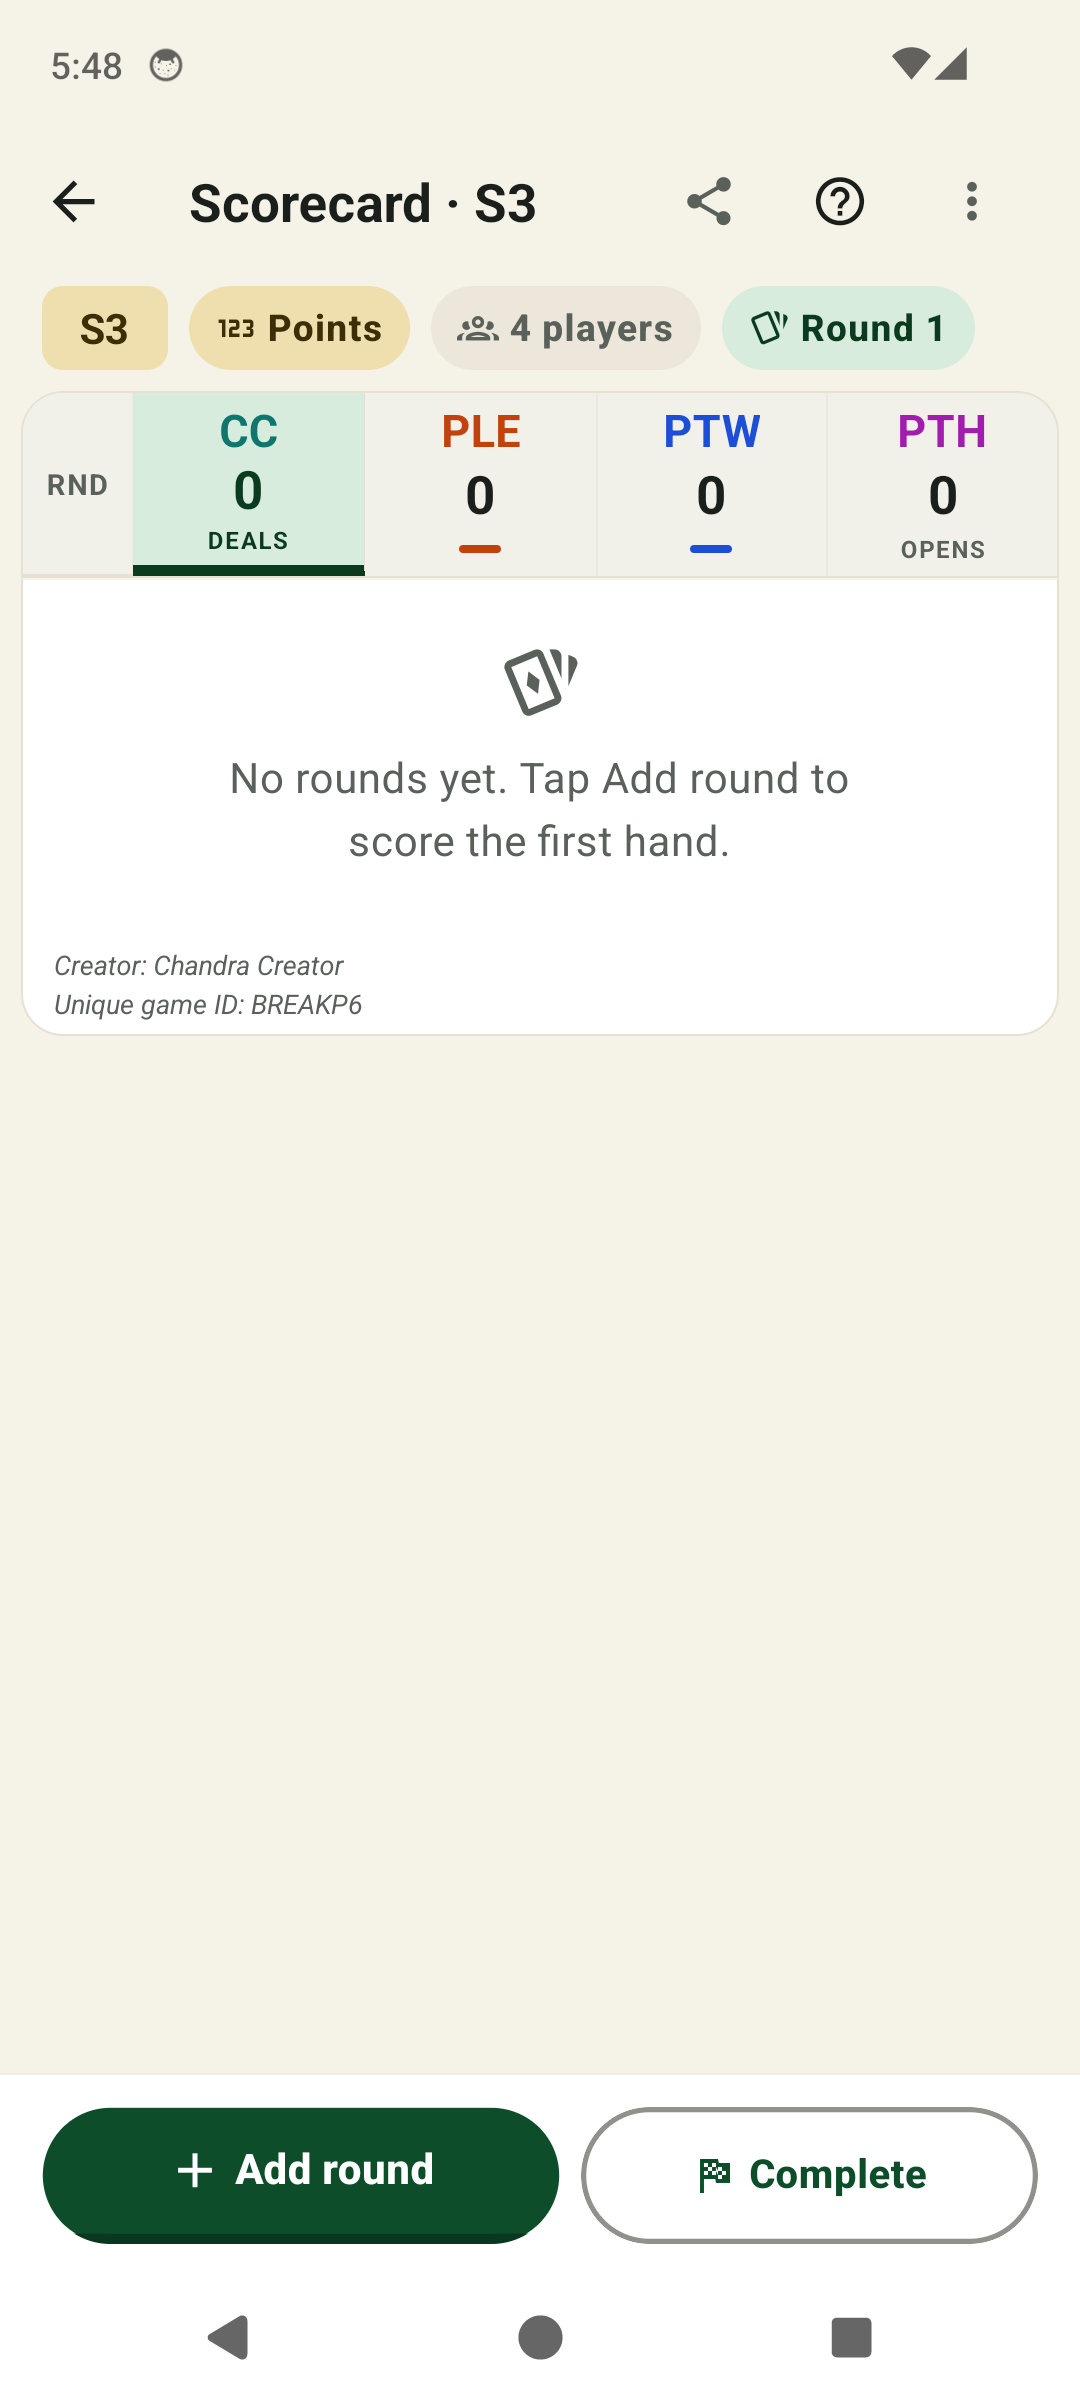 5:48
Scorecard · S3
S3
123 Points
4 players
Round 1
RND
CC
0
DEALS
PLE
0
PTW
0
PTH
0
OPENS
No rounds yet. Tap Add round to
score the first hand.
Creator: Chandra Creator
Unique game ID: BREAKP6
Add round
Complete